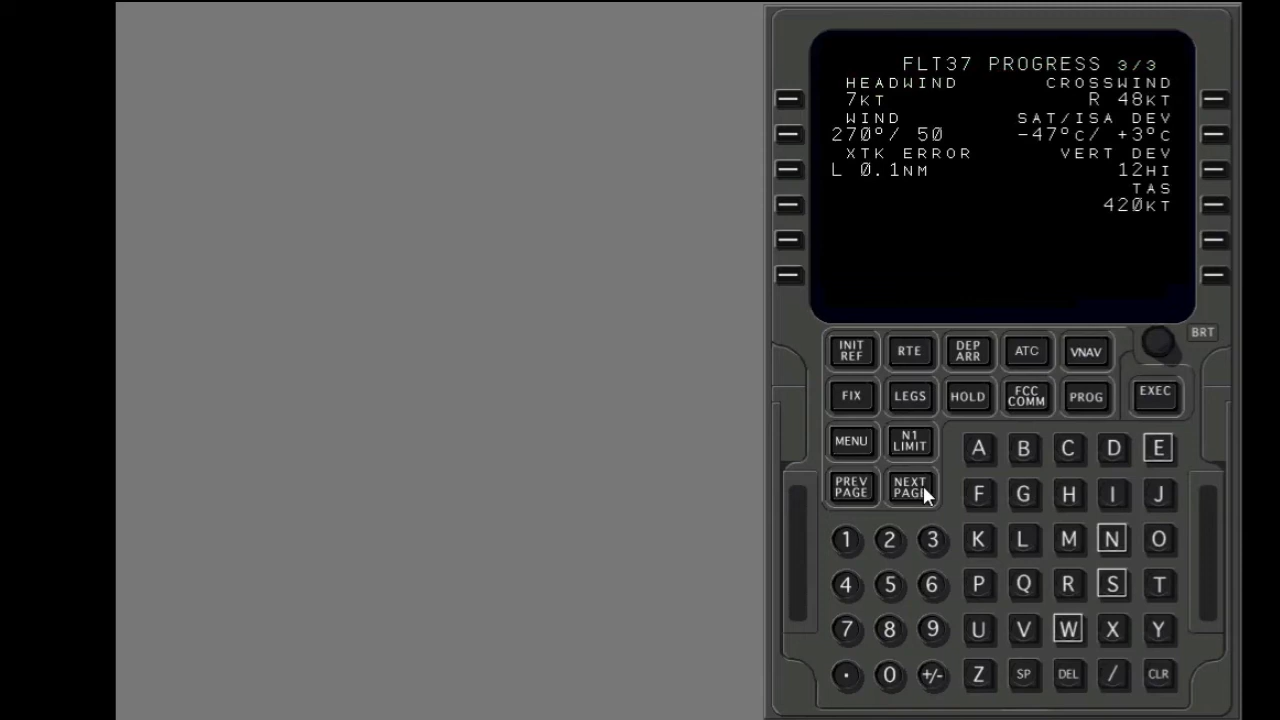 FLT37 PROGRESS 3/3
HEADWIND CROSSWIND
7KT R 48KT
WIND SAT/ISA DEV
270°/ 50 -47°C/ +3°C
XTK ERROR VERT DEV
L 0.1NM 12HI
TAS
420KT
BRT
INIT REF RTE DEP ARR ATC VNAV
FIX LEGS HOLD FCC COMM PROG EXEC
MENU N1 LIMIT
A B C D E
PREV PAGE NEXT PAGE
F G H I J
1 2 3 K L M N O
4 5 6 P Q R S T
7 8 9 U V W X Y
. 0 +/- Z SP DEL / CLR